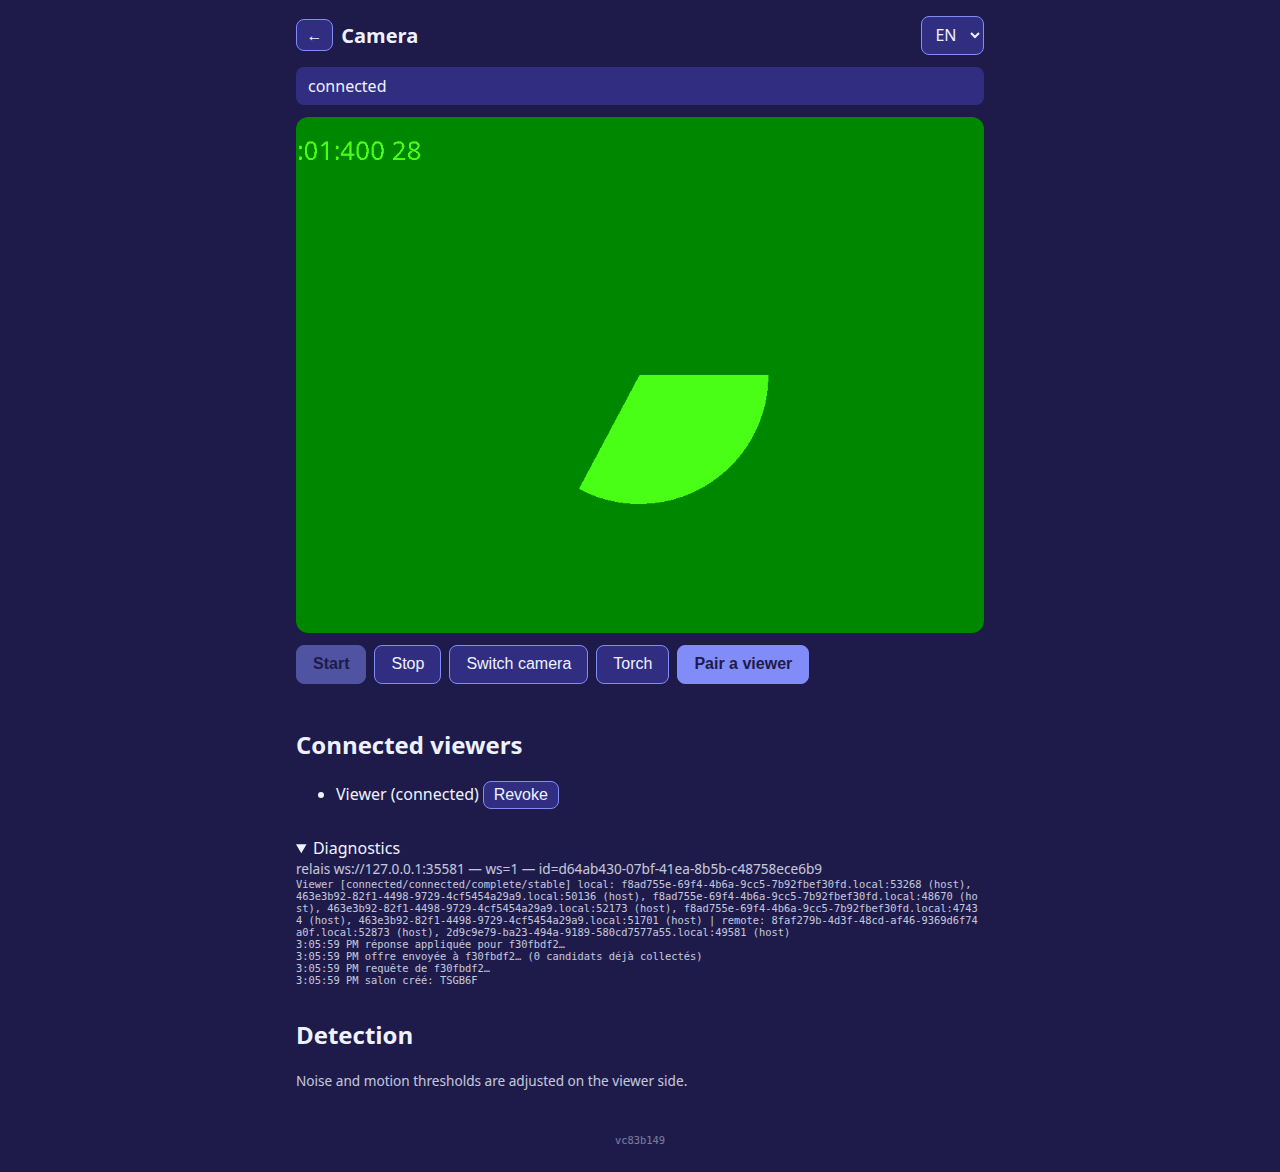 ← Camera EN
connected
:01:400 28
Start Stop Switch camera Torch Pair a viewer
Connected viewers
Viewer (connected) Revoke
Diagnostics
relais ws://127.0.0.1:35581 — ws=1 — id=d64ab430-07bf-41ea-8b5b-c48758ece6b9
Viewer [connected/connected/complete/stable] local: f8ad755e-69f4-4b6a-9cc5-7b92fbef30fd.local:53268 (host),
463e3b92-82f1-4498-9729-4cf5454a29a9.local:50136 (host), f8ad755e-69f4-4b6a-9cc5-7b92fbef30fd.local:48670 (ho
st), 463e3b92-82f1-4498-9729-4cf5454a29a9.local:52173 (host), f8ad755e-69f4-4b6a-9cc5-7b92fbef30fd.local:4743
4 (host), 463e3b92-82f1-4498-9729-4cf5454a29a9.local:51701 (host) | remote: 8faf279b-4d3f-48cd-af46-9369d6f74
a0f.local:52873 (host), 2d9c9e79-ba23-494a-9189-580cd7577a55.local:49581 (host)
3:05:59 PM réponse appliquée pour f30fbdf2…
3:05:59 PM offre envoyée à f30fbdf2… (0 candidats déjà collectés)
3:05:59 PM requête de f30fbdf2…
3:05:59 PM salon créé: TSGB6F
Detection
Noise and motion thresholds are adjusted on the viewer side.
vc83b149